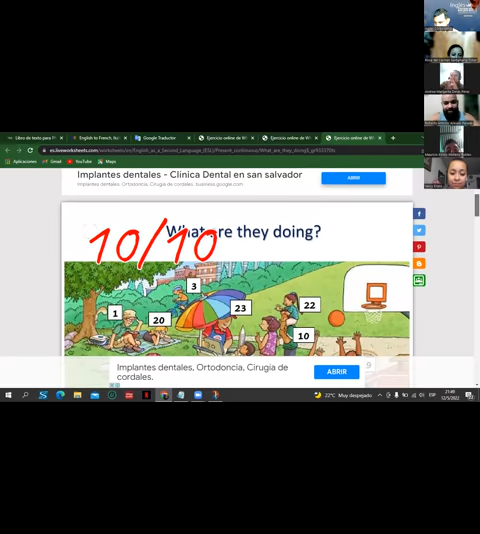 Libro de texto para P
English to French, Ital
Google Traductor
Ejercicio online de W
Ejercicio online de W
Ejercicio online de W
es.liveworksheets.com/worksheets/en/English_as_a_Second_Language_(ESL)/Present_continuous/What_are_they_doing
Aplicaciones
Gmail
YouTube
Maps
Implantes dentales - Clínica Dental en san salvador
Implantes dentales, Ortodoncia, Cirugía de cordales. business.google.com
ABRIR
What are they doing?
10/10
3
1
20
23
22
10
9
Implantes dentales, Ortodoncia, Cirugía de
cordales.
ABRIR
22°C Muy despejado
ESP
21:49
12/5/2022